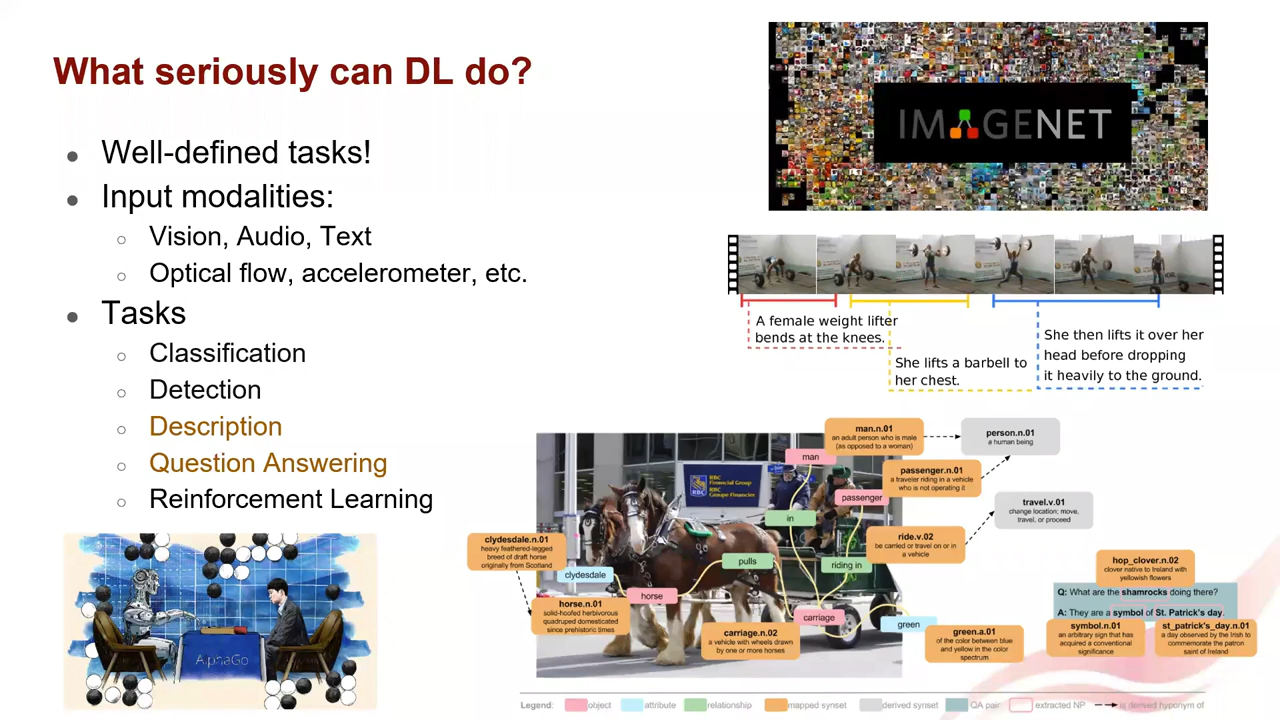 What seriously can DL do?
Well-defined tasks!
Input modalities:
Vision, Audio, Text
Optical flow, accelerometer, etc.
Tasks
Classification
Detection
Description
Question Answering
Reinforcement Learning
AlphaGo
IMAGENET
A female weight lifter
bends at the knees.
She lifts a barbell to
her chest.
She then lifts it over her
head before dropping
it heavily to the ground.
man.n.01
an adult person who is male
(as opposed to a woman)
person.n.01
a human being
man
passenger.n.01
a traveler riding in a vehicle
who is not operating it
passenger
RBC
Financial Group
RBC
Groupe Financier
travel.v.01
change location; move,
travel, or proceed
in
ride.v.02
be carried or travel on or in
a vehicle
clydesdale.n.01
heavy feathered-legged
breed of draft horse
originally from Scotland
clydesdale
pulls
riding in
horse
horse.n.01
solid-hoofed herbivorous
quadruped domesticated
since prehistoric times
carriage
carriage.n.02
a vehicle with wheels drawn
by one or more horses
green
green.a.01
of the color between blue
and yellow in the color
spectrum
hop_clover.n.02
clover native to Ireland with
yellowish flowers
Q: What are the shamrocks doing there?
A: They are a symbol of St. Patrick's day.
symbol.n.01
an arbitrary sign that has
acquired a conventional
significance
st_patrick's_day.n.01
a day observed by the Irish to
commemorate the patron
saint of Ireland
Legend: object attribute relationship mapped synset derived synset QA pair extracted NP is derived hyponym of